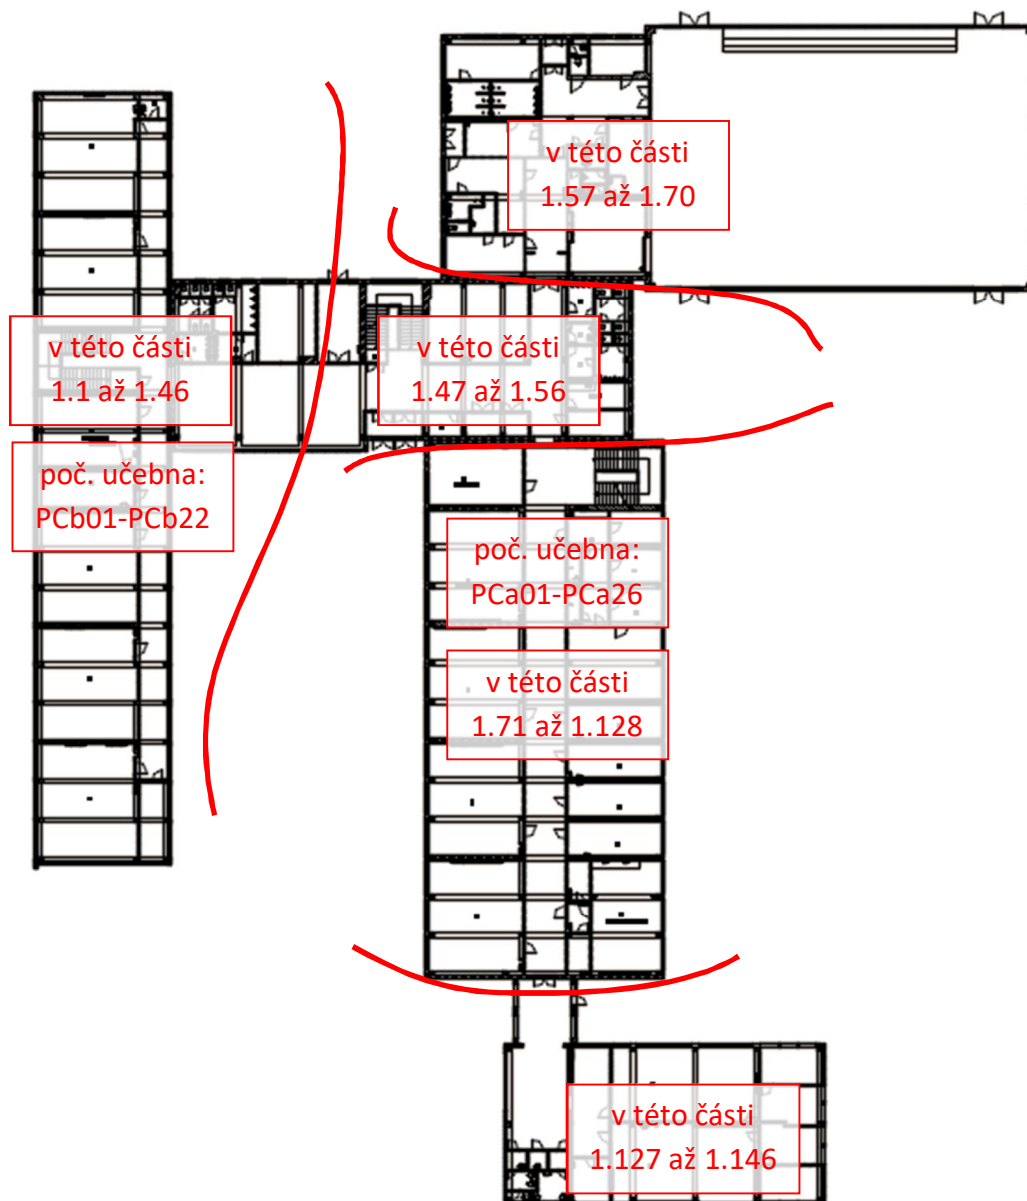 v této části
1.57 až 1.70
v této části
1.1 až 1.46
v této části
1.47 až 1.56
poč. učebna:
PCb01-PCb22
poč. učebna:
PCa01-PCa26
v této části
1.71 až 1.128
v této části
1.127 až 1.146